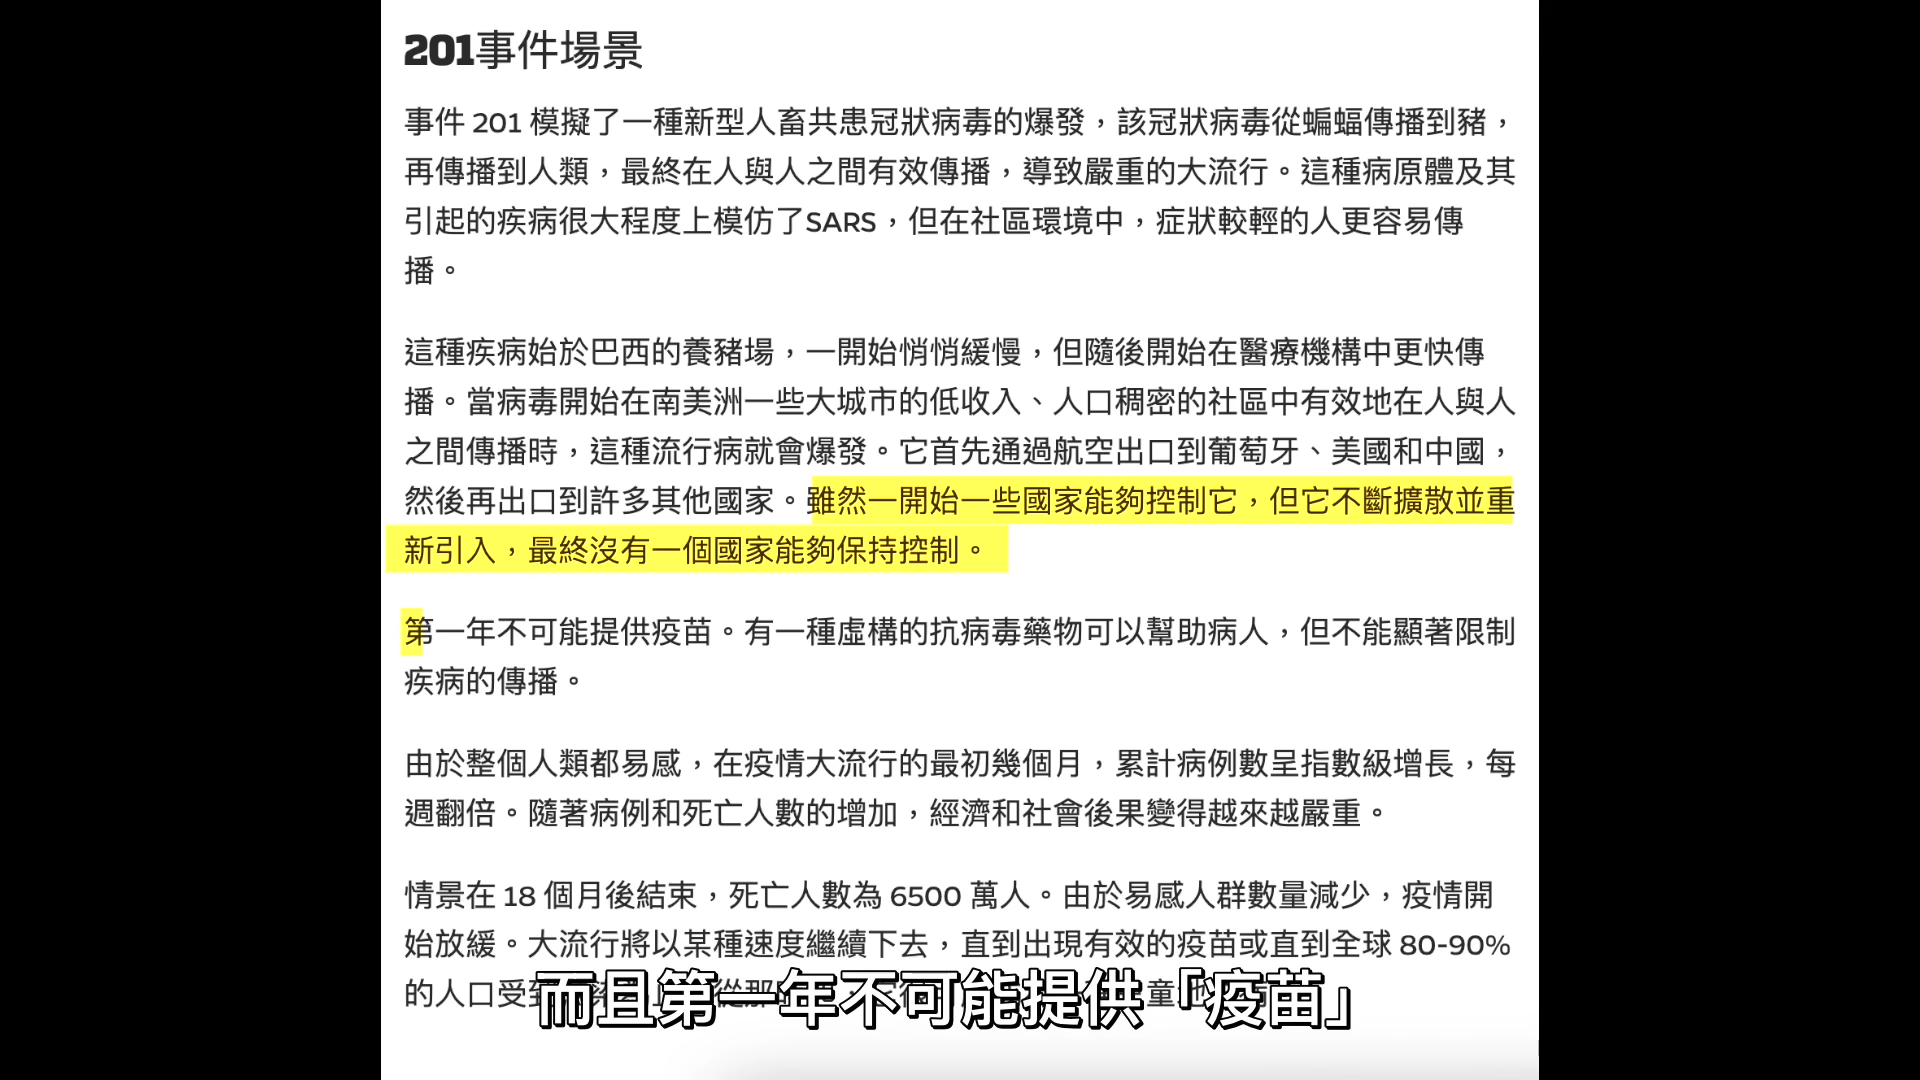 201事件場景
事件 201 模擬了一種新型人畜共患冠狀病毒的爆發，該冠狀病毒從蝙蝠傳播到豬，
再傳播到人類，最終在人與人之間有效傳播，導致嚴重的大流行。這種病原體及其
引起的疾病很大程度上模仿了SARS，但在社區環境中，症狀較輕的人更容易傳
播。
這種疾病始於巴西的養豬場，一開始悄悄緩慢，但隨後開始在醫療機構中更快傳
播。當病毒開始在南美洲一些大城市的低收入、人口稠密的社區中有效地在人與人
之間傳播時，這種流行病就會爆發。它首先通過航空出口到葡萄牙、美國和中國，
然後再出口到許多其他國家。雖然一開始一些國家能夠控制它，但它不斷擴散並重
新引入，最終沒有一個國家能夠保持控制。
第一年不可能提供疫苗。有一種虛構的抗病毒藥物可以幫助病人，但不能顯著限制
疾病的傳播。
由於整個人類都易感，在疫情大流行的最初幾個月，累計病例數呈指數級增長，每
週翻倍。隨著病例和死亡人數的增加，經濟和社會後果變得越來越嚴重。
情景在 18 個月後結束，死亡人數為 6500 萬人。由於易感人群數量減少，疫情開
始放緩。大流行將以某種速度繼續下去，直到出現有效的疫苗或直到全球 80-90%
的人口受到
而且第一年不可能提供「疫苗」